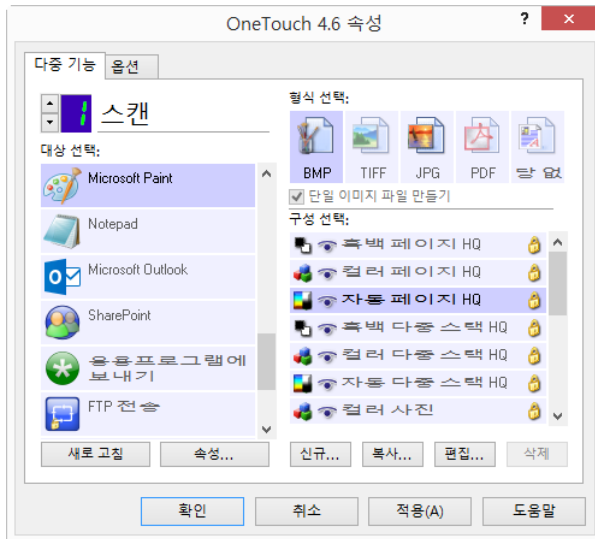 OneTouch 4.6 속성
?
다중 기능
옵션
1 스캔
대상 선택:
Microsoft Paint
Notepad
Microsoft Outlook
SharePoint
응용프로그램에
보내기
FTP 전송
새로 고침
속성...
형식 선택:
BMP
TIFF
JPG
PDF
당 없
단일 이미지 파일 만들기
구성 선택:
흑백 페이지 HQ
컬러 페이지 HQ
자동 페이지 HQ
흑백 다중 스택 HQ
컬러 다중 스택 HQ
자동 다중 스택 HQ
컬러 사진
신규...
복사...
편집...
삭제
확인
취소
적용(A)
도움말